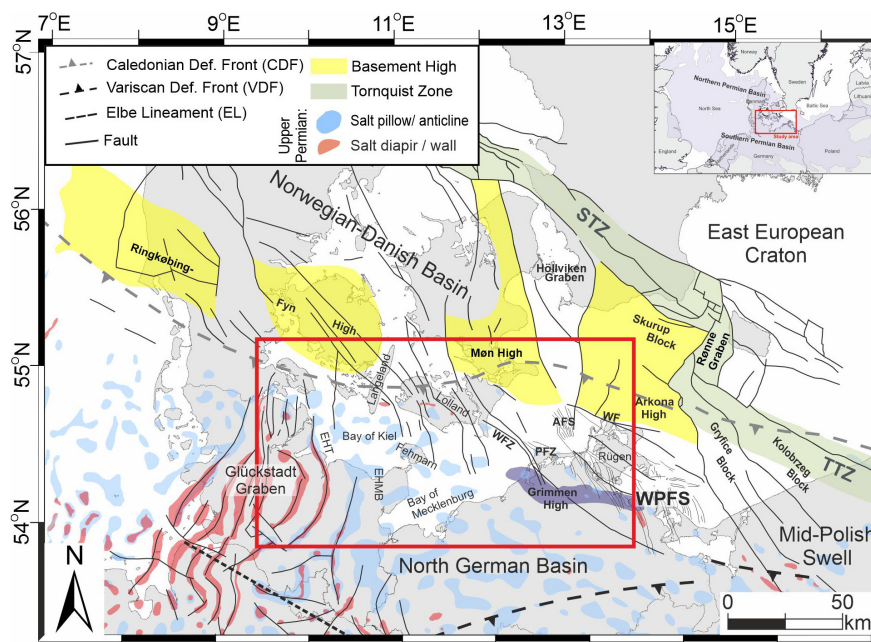 7°E
9°E
11°E
13°E
15°E
57°N
56°N
55°N
54°N
Caledonian Def. Front (CDF)
Variscan Def. Front (VDF)
Elbe Lineament (EL)
Fault
Basement High
Tornquist Zone
Upper
Permian:
Salt pillow/ anticline
Salt diapir / wall
Norway
Sweden
Northern Permian Basin
Denmark
North Sea
Baltic Sea
Latvia
Lithuania
Study area
Southern Permian Basin
England
Germany
Poland
Norwegian-Danish Basin
STZ
East European
Craton
Höllviken
Graben
Ringkøbing-
Fyn
High
Skurup
Block
Rønne
Graben
Møn High
Langeland
Lolland
Arkona
High
WF
AFS
EHT
Bay of Kiel
WFZ
Fehmarn
PFZ
Rügen
Glückstadt
Graben
EHMB
Bay of
Mecklenburg
Grimmen
High
WPFS
Gryfice
Block
Kolobrzeg
Block
TTZ
Mid-Polish
Swell
North German Basin
N
0 25 50
km